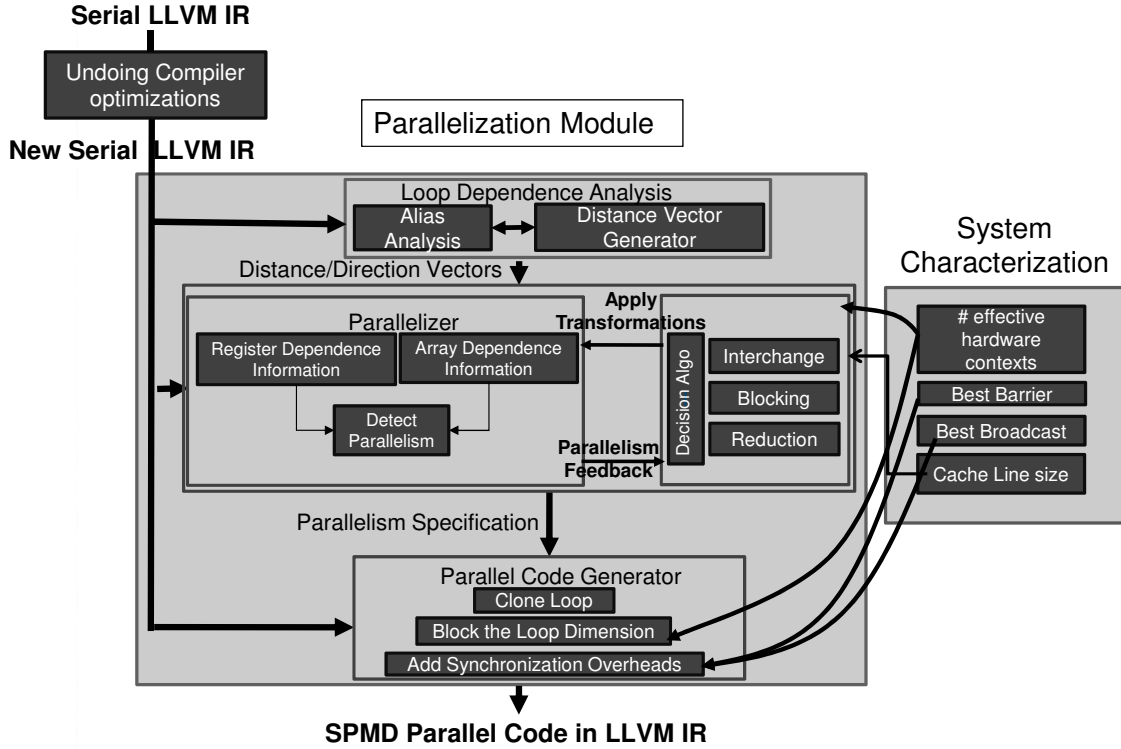 Serial LLVM IR
Undoing Compiler
optimizations
New Serial LLVM IR
Parallelization Module
Loop Dependence Analysis
Alias
Analysis
Distance Vector
Generator
Distance/Direction Vectors
Parallelizer
Register Dependence
Information
Array Dependence
Information
Detect
Parallelism
Apply
Transformations
Parallelism
Feedback
Decision Algo
Interchange
Blocking
Reduction
System
Characterization
# effective
hardware
contexts
Best Barrier
Best Broadcast
Cache Line size
Parallelism Specification
Parallel Code Generator
Clone Loop
Block the Loop Dimension
Add Synchronization Overheads
SPMD Parallel Code in LLVM IR